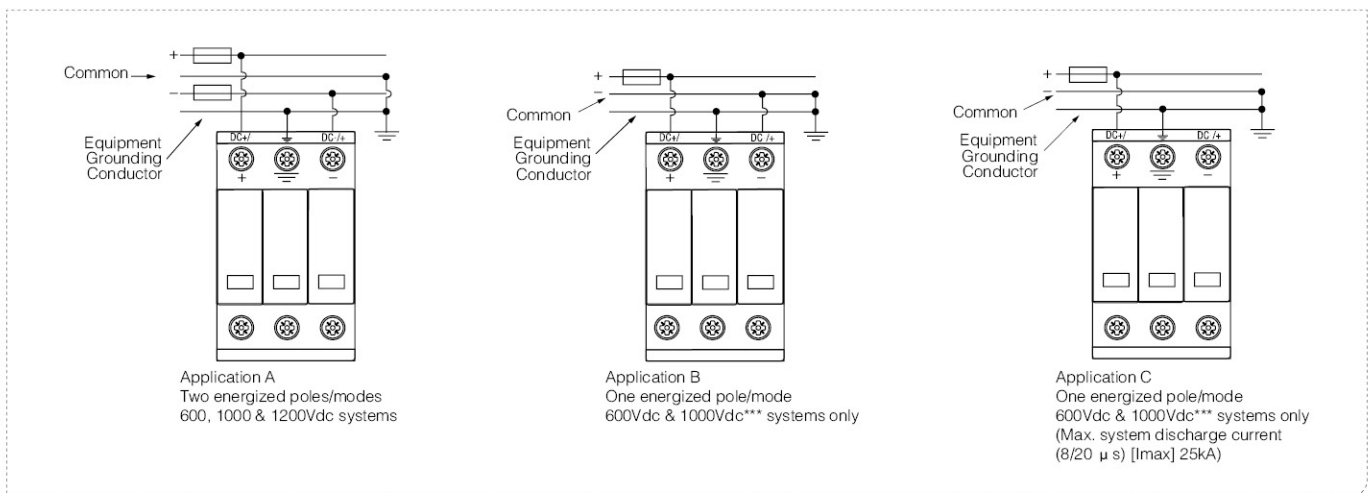 +
Common
-
Equipment
Grounding
Conductor
DC+/
DC /+
+
-
Application A
Two energized poles/modes
600, 1000 & 1200Vdc systems
+
-
Common
Equipment
Grounding
Conductor
DC+/
DC /+
+
-
Application B
One energized pole/mode
600Vdc & 1000Vdc*** systems only
+
-
Common
Equipment
Grounding
Conductor
DC+/
DC /+
+
-
Application C
One energized pole/mode
600Vdc & 1000Vdc*** systems only
(Max. system discharge current
(8/20 μ s) [Imax] 25kA)